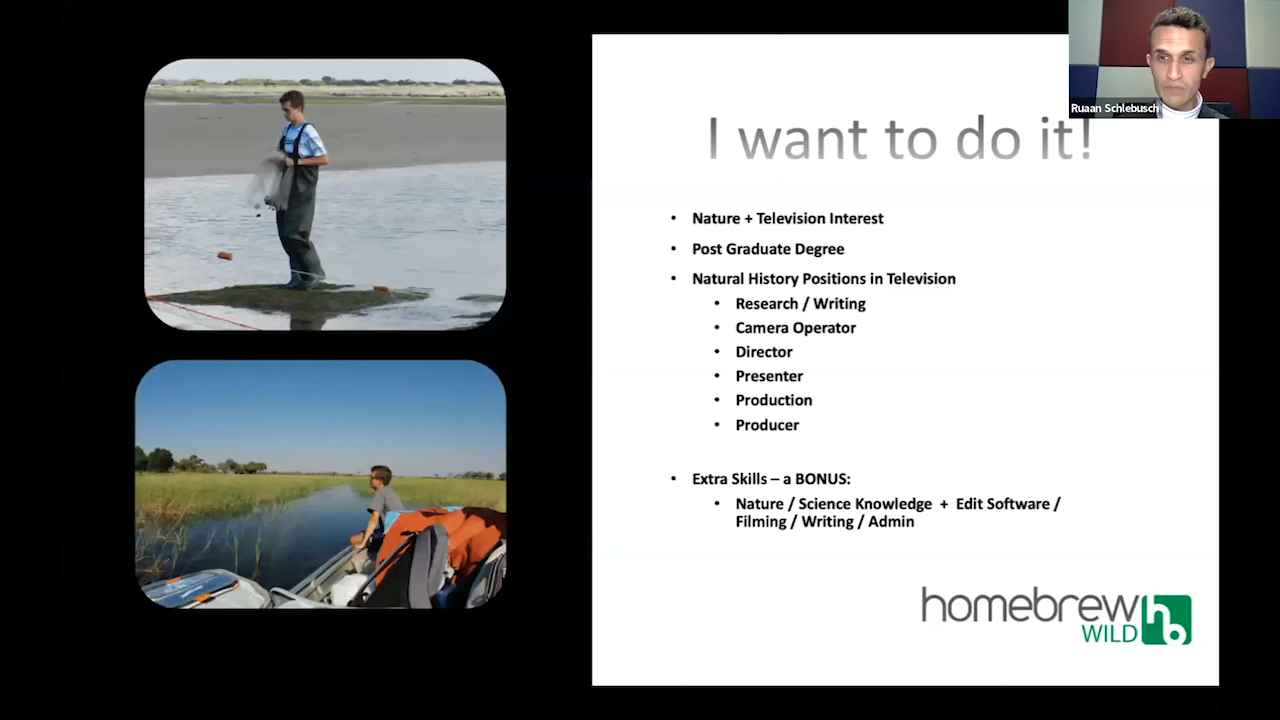 Ruaan Schlebusch
I want to do it!
• Nature + Television Interest
• Post Graduate Degree
• Natural History Positions in Television
• Research / Writing
• Camera Operator
• Director
• Presenter
• Production
• Producer
• Extra Skills – a BONUS:
• Nature / Science Knowledge + Edit Software /
Filming / Writing / Admin
homebrew hb
WILD